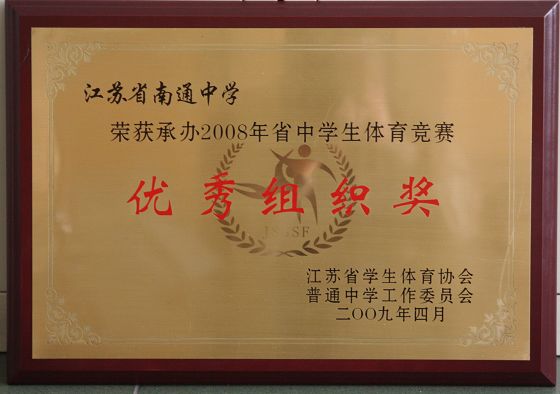 江苏省南通中学
荣获承办2008年省中学生体育竞赛
优秀组织奖
JSSSF
江苏省学生体育协会
普通中学工作委员会
二〇〇九年四月